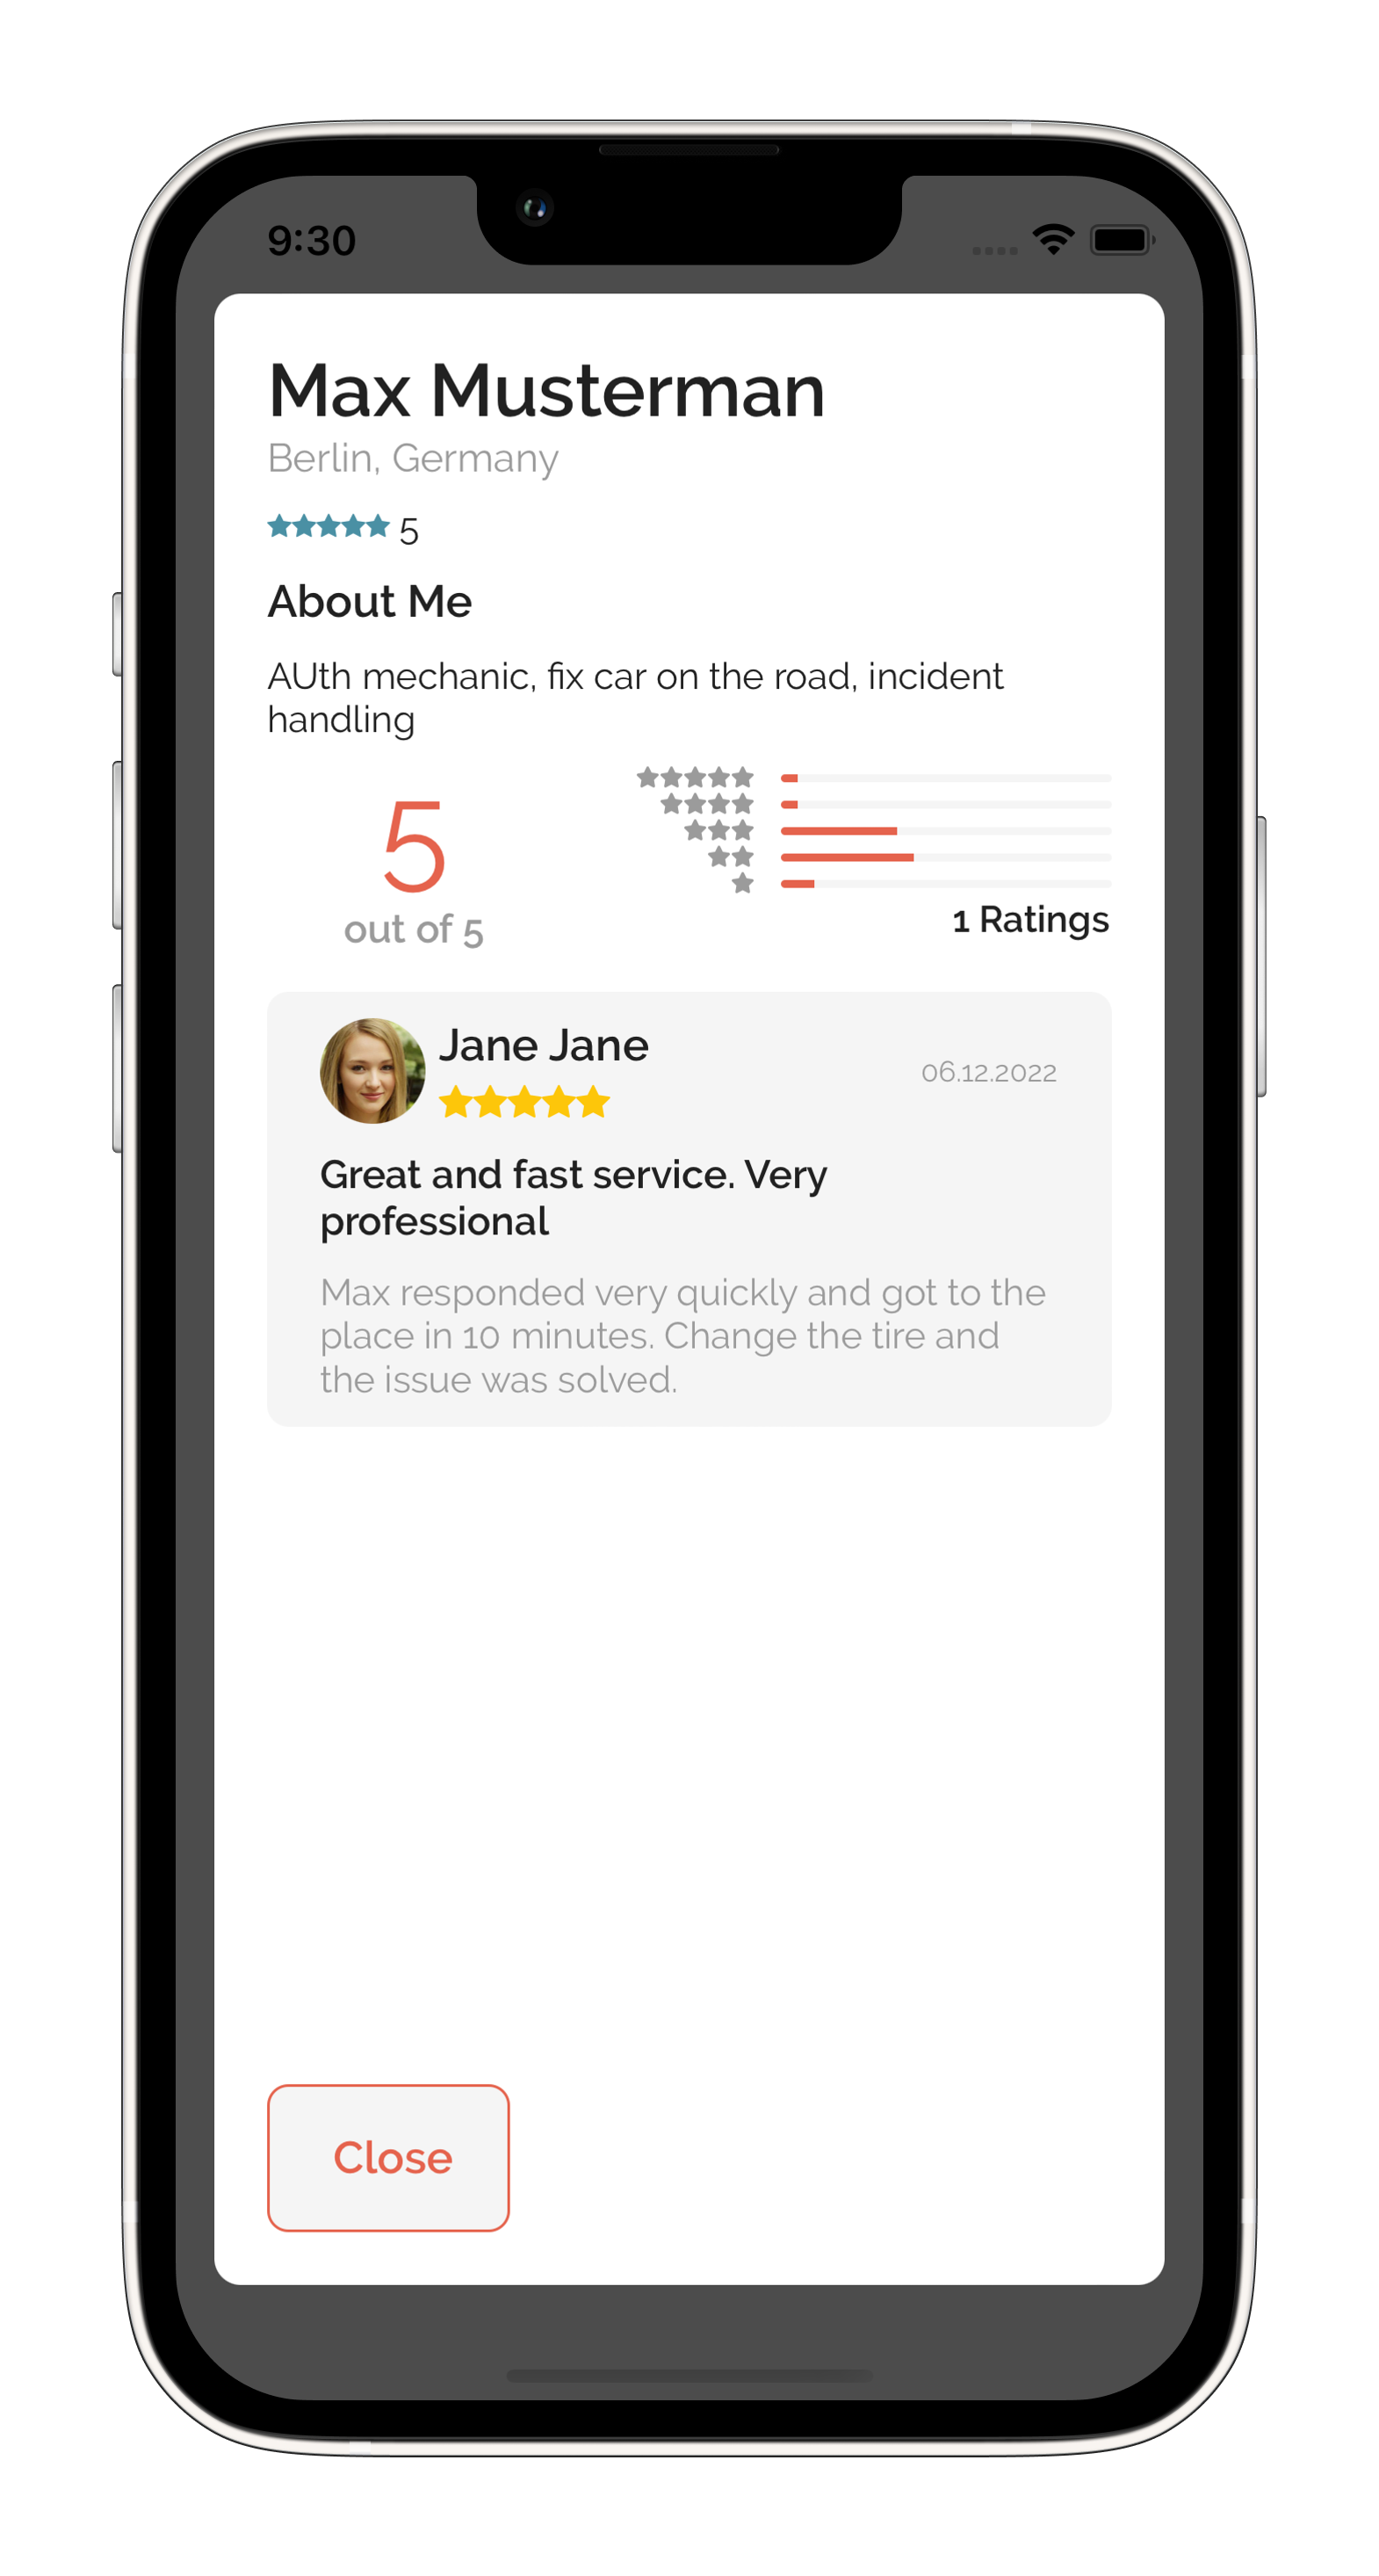 9:30
Max Musterman
Berlin, Germany
5
About Me
AUth mechanic, fix car on the road, incident
handling
5
out of 5
1 Ratings
Jane Jane
06.12.2022
Great and fast service. Very
professional
Max responded very quickly and got to the
place in 10 minutes. Change the tire and
the issue was solved.
Close